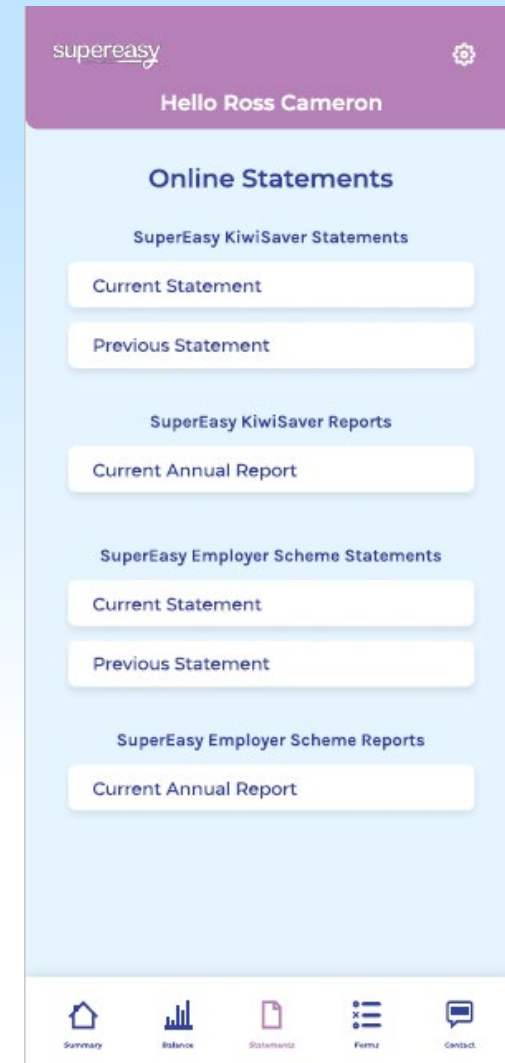 supereasy
Hello Ross Cameron
Online Statements
SuperEasy KiwiSaver Statements
Current Statement
Previous Statement
SuperEasy KiwiSaver Reports
Current Annual Report
SuperEasy Employer Scheme Statements
Current Statement
Previous Statement
SuperEasy Employer Scheme Reports
Current Annual Report
Summary Balance Statements Forms Contact